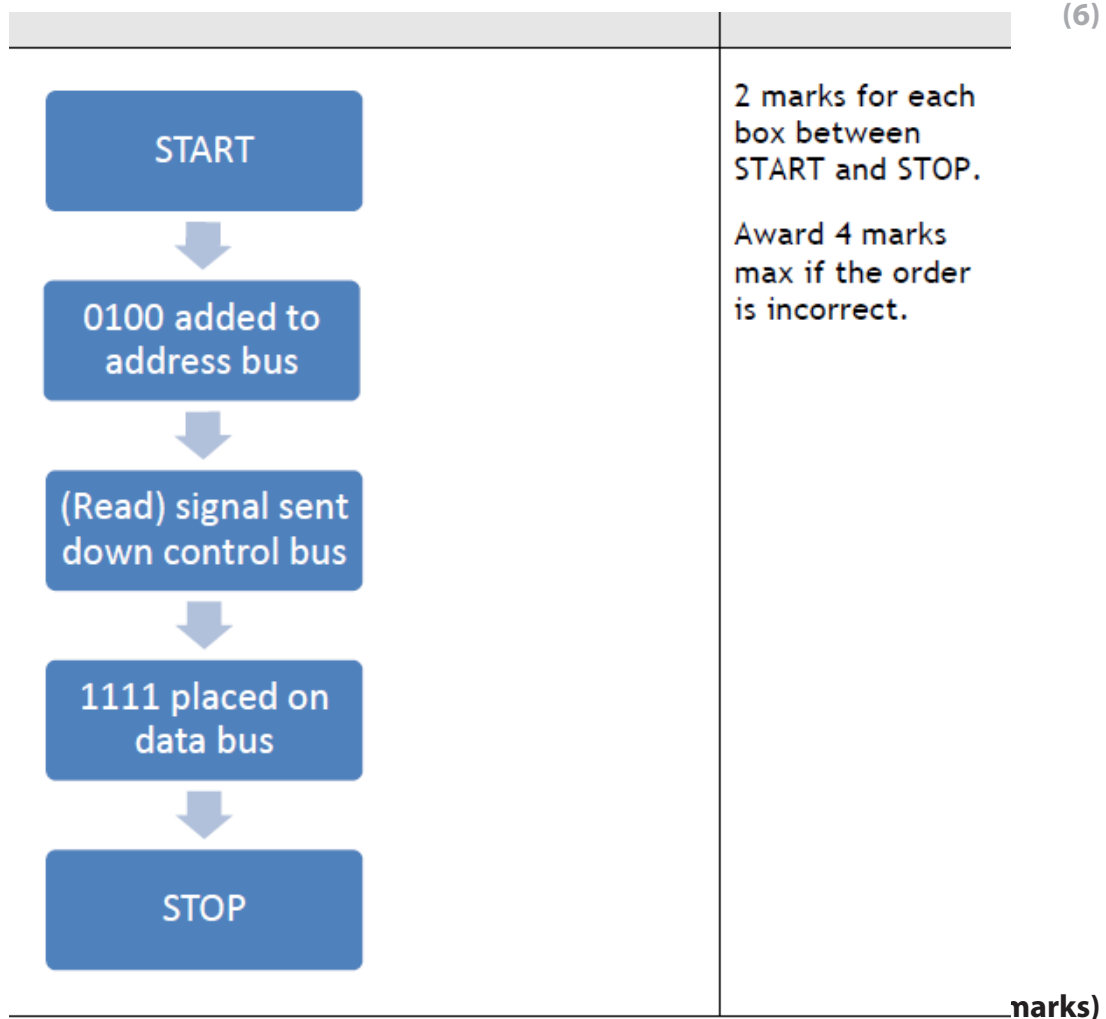 (6)
START
0100 added to
address bus
(Read) signal sent
down control bus
1111 placed on
data bus
STOP
2 marks for each
box between
START and STOP.
Award 4 marks
max if the order
is incorrect.
marks)